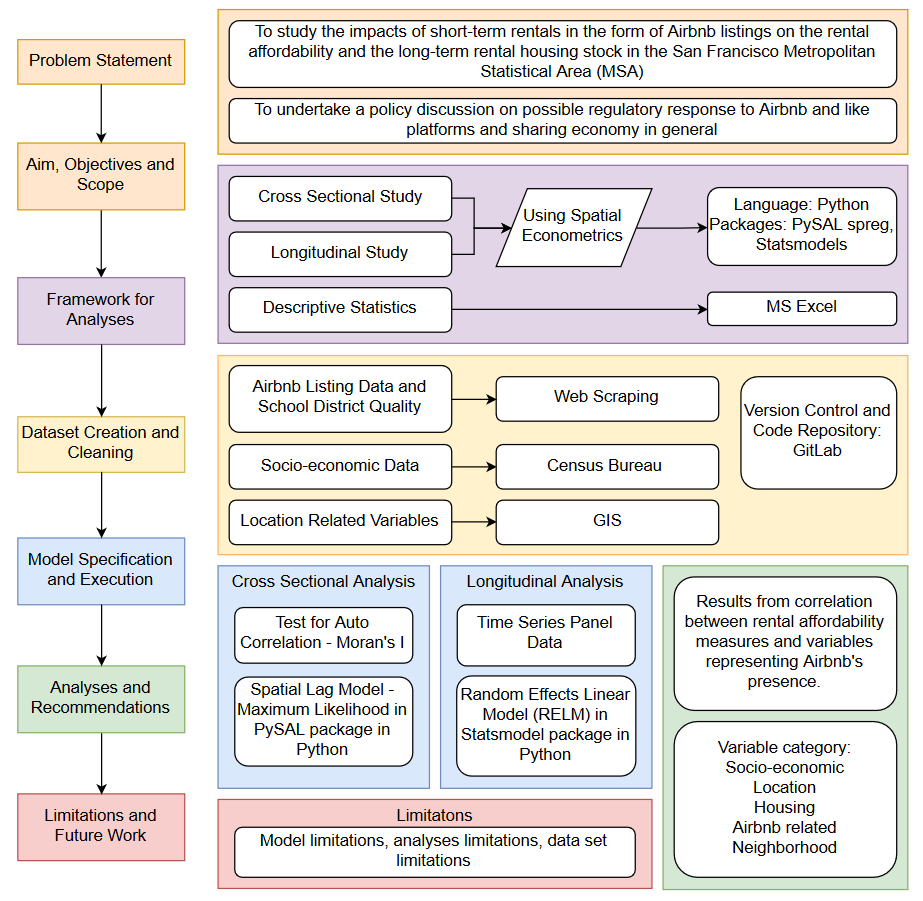 Problem Statement
Aim, Objectives and
Scope
Framework for
Analyses
Dataset Creation and
Cleaning
Model Specification
and Execution
Analyses and
Recommendations
Limitations and
Future Work
To study the impacts of short-term rentals in the form of Airbnb listings on the rental
affordability and the long-term rental housing stock in the San Francisco Metropolitan
Statistical Area (MSA)
To undertake a policy discussion on possible regulatory response to Airbnb and like
platforms and sharing economy in general
Cross Sectional Study
Longitudinal Study
Using Spatial
Econometrics
Language: Python
Packages: PySAL spreg,
Statsmodels
Descriptive Statistics
MS Excel
Airbnb Listing Data and
School District Quality
Web Scraping
Socio-economic Data
Census Bureau
Location Related Variables
GIS
Version Control and
Code Repository:
GitLab
Cross Sectional Analysis
Test for Auto
Correlation - Moran's I
Spatial Lag Model -
Maximum Likelihood in
PySAL package in
Python
Longitudinal Analysis
Time Series Panel
Data
Random Effects Linear
Model (RELM) in
Statsmodel package in
Python
Results from correlation
between rental affordability
measures and variables
representing Airbnb's
presence.
Variable category:
Socio-economic
Location
Housing
Airbnb related
Neighborhood
Limitatons
Model limitations, analyses limitations, data set
limitations